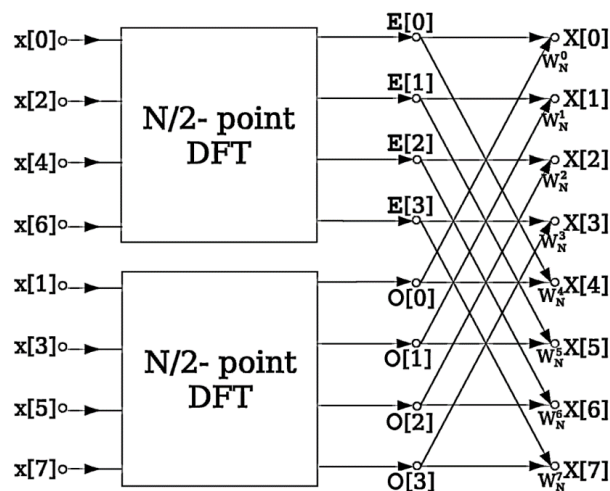 x[0]
x[2]
x[4]
x[6]
x[1]
x[3]
x[5]
x[7]
N/2- point
DFT
N/2- point
DFT
E[0]
E[1]
E[2]
E[3]
O[0]
O[1]
O[2]
O[3]
X[0]
W_N^0
X[1]
W_N^1
X[2]
W_N^2
X[3]
W_N^3
X[4]
W_N^4
X[5]
W_N^5
X[6]
W_N^6
X[7]
W_N^7